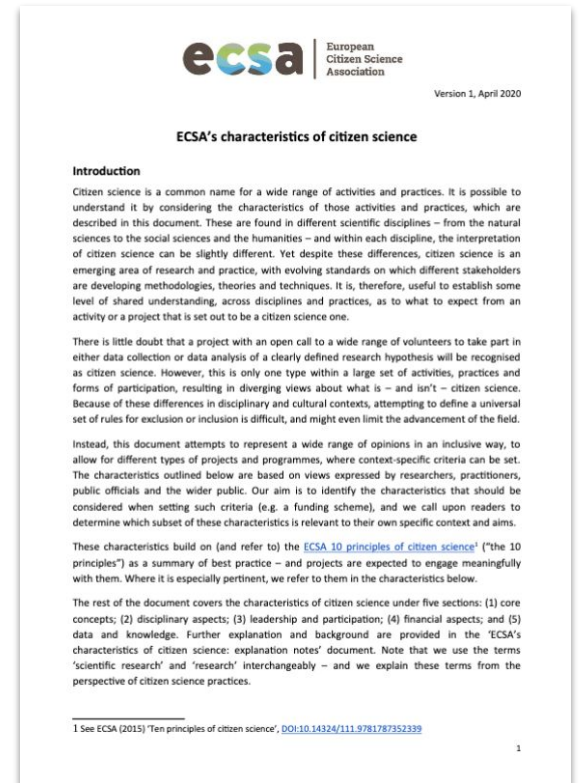 ecsa
European
Citizen Science
Association
Version 1, April 2020
ECSA's characteristics of citizen science
Introduction
Citizen science is a common name for a wide range of activities and practices. It is possible to
understand it by considering the characteristics of those activities and practices, which are
described in this document. These are found in different scientific disciplines – from the natural
sciences to the social sciences and the humanities – and within each discipline, the interpretation
of citizen science can be slightly different. Yet despite these differences, citizen science is an
emerging area of research and practice, with evolving standards on which different stakeholders
are developing methodologies, theories and techniques. It is, therefore, useful to establish some
level of shared understanding, across disciplines and practices, as to what to expect from an
activity or a project that is set out to be a citizen science one.
There is little doubt that a project with an open call to a wide range of volunteers to take part in
either data collection or data analysis of a clearly defined research hypothesis will be recognised
as citizen science. However, this is only one type within a large set of activities, practices and
forms of participation, resulting in diverging views about what is – and isn't – citizen science.
Because of these differences in disciplinary and cultural contexts, attempting to define a universal
set of rules for exclusion or inclusion is difficult, and might even limit the advancement of the field.
Instead, this document attempts to represent a wide range of opinions in an inclusive way, to
allow for different types of projects and programmes, where context-specific criteria can be set.
The characteristics outlined below are based on views expressed by researchers, practitioners,
public officials and the wider public. Our aim is to identify the characteristics that should be
considered when setting such criteria (e.g. a funding scheme), and we call upon readers to
determine which subset of these characteristics is relevant to their own specific context and aims.
These characteristics build on (and refer to) the ECSA 10 principles of citizen science¹ ("the 10
principles") as a summary of best practice – and projects are expected to engage meaningfully
with them. Where it is especially pertinent, we refer to them in the characteristics below.
The rest of the document covers the characteristics of citizen science under five sections: (1) core
concepts; (2) disciplinary aspects; (3) leadership and participation; (4) financial aspects; and (5)
data and knowledge. Further explanation and background are provided in the 'ECSA's
characteristics of citizen science: explanation notes' document. Note that we use the terms
'scientific research' and 'research' interchangeably – and we explain these terms from the
perspective of citizen science practices.
1 See ECSA (2015) 'Ten principles of citizen science', DOI:10.14324/111.9781787352339
1